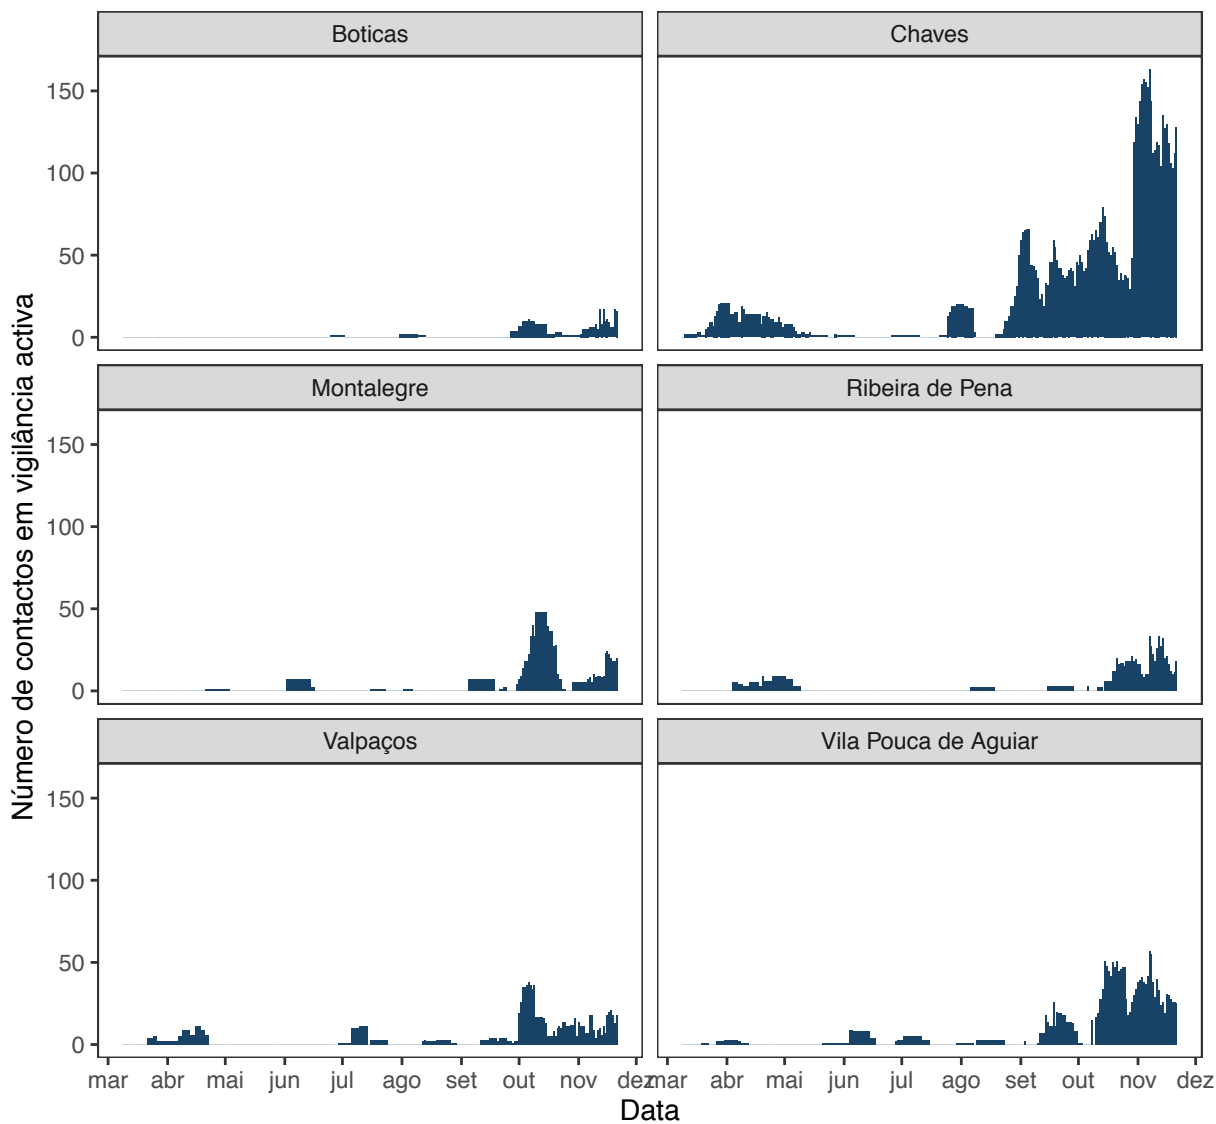 Boticas
Chaves
150
100
50
0
Montalegre
Ribeira de Pena
150
100
50
0
Número de contactos em vigilância activa
Valpaços
Vila Pouca de Aguiar
150
100
50
0
mar abr mai jun jul ago set out nov dez
mar abr mai jun jul ago set out nov dez
Data